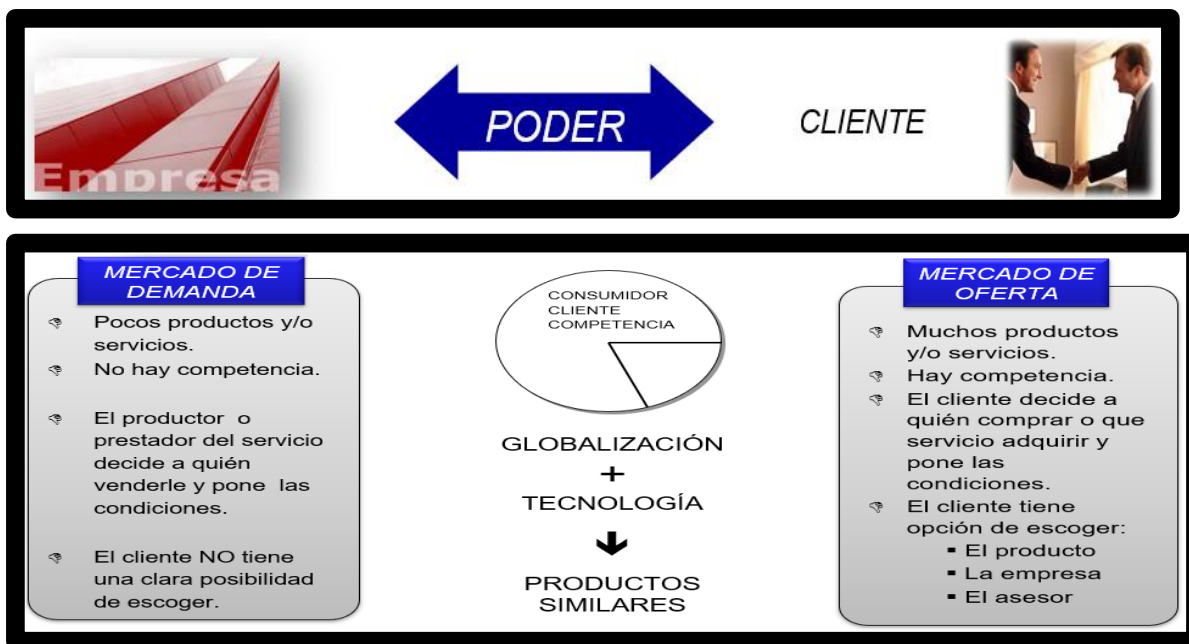 Empresa
PODER
CLIENTE
MERCADO DE
DEMANDA
Pocos productos y/o
servicios.
No hay competencia.
El productor o
prestador del servicio
decide a quién
venderle y pone las
condiciones.
El cliente NO tiene
una clara posibilidad
de escoger.
CONSUMIDOR
CLIENTE
COMPETENCIA
GLOBALIZACIÓN
+
TECNOLOGÍA
PRODUCTOS
SIMILARES
MERCADO DE
OFERTA
Muchos productos
y/o servicios.
Hay competencia.
El cliente decide a
quién comprar o que
servicio adquirir y
pone las
condiciones.
El cliente tiene
opción de escoger:
▪ El producto
▪ La empresa
▪ El asesor